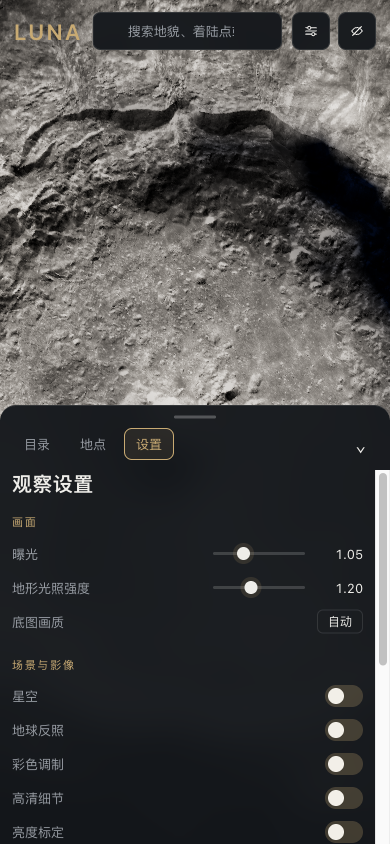 LUNA
搜索地貌、着陆点
目录
地点
设置
观察设置
画面
曝光 1.05
地形光照强度 1.20
底图画质 自动
场景与影像
星空
地球反照
彩色调制
高清细节
亮度标定